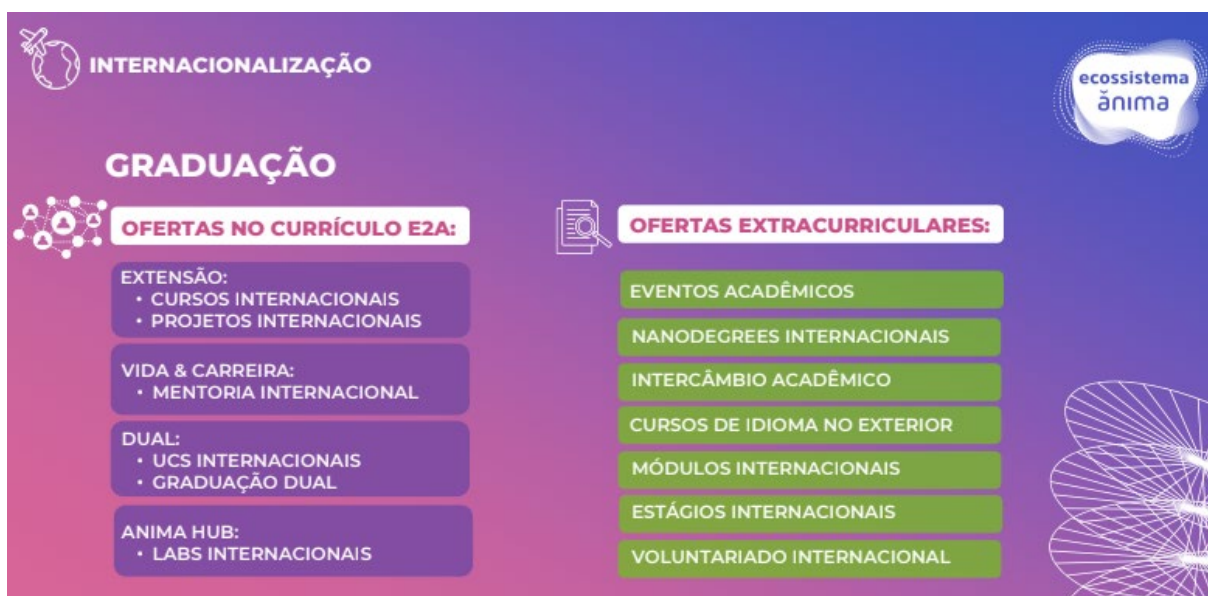 INTERNACIONALIZAÇÃO
ecossistema
ănıma
GRADUAÇÃO
OFERTAS NO CURRÍCULO E2A:
EXTENSÃO:
• CURSOS INTERNACIONAIS
• PROJETOS INTERNACIONAIS
VIDA & CARREIRA:
• MENTORIA INTERNACIONAL
DUAL:
• UCS INTERNACIONAIS
• GRADUAÇÃO DUAL
ANIMA HUB:
• LABS INTERNACIONAIS
OFERTAS EXTRACURRICULARES:
EVENTOS ACADÊMICOS
NANODEGREES INTERNACIONAIS
INTERCÂMBIO ACADÊMICO
CURSOS DE IDIOMA NO EXTERIOR
MÓDULOS INTERNACIONAIS
ESTÁGIOS INTERNACIONAIS
VOLUNTARIADO INTERNACIONAL